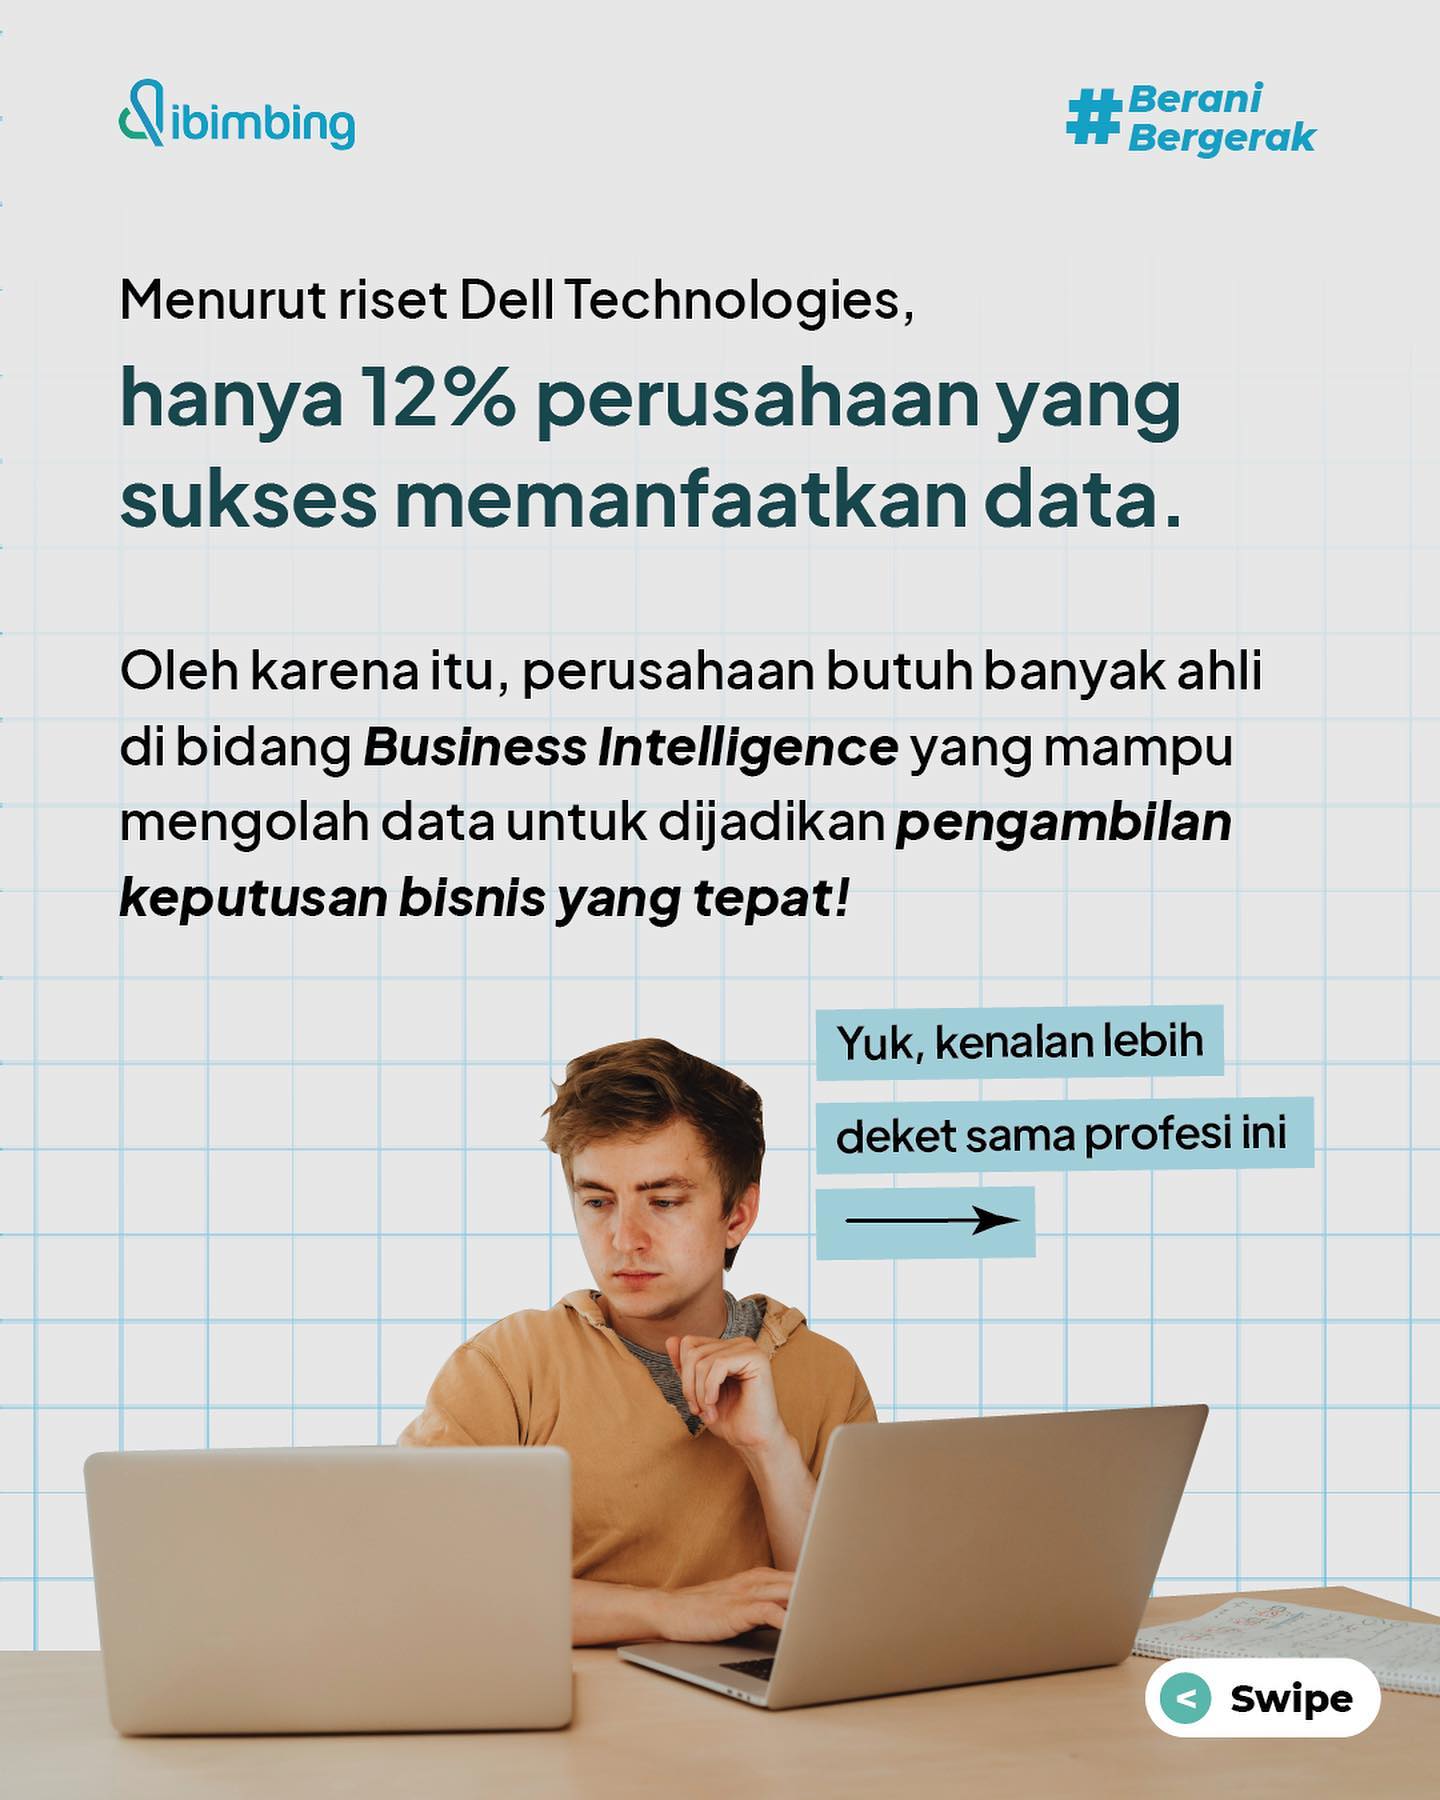 ibimbing
#Berani
Bergerak
Menurut riset Dell Technologies,
hanya 12% perusahaan yang
sukses memanfaatkan data.
Oleh karena itu, perusahaan butuh banyak ahli
di bidang Business Intelligence yang mampu
mengolah data untuk dijadikan pengambilan
keputusan bisnis yang tepat!
Yuk, kenalan lebih
deket sama profesi ini
< Swipe